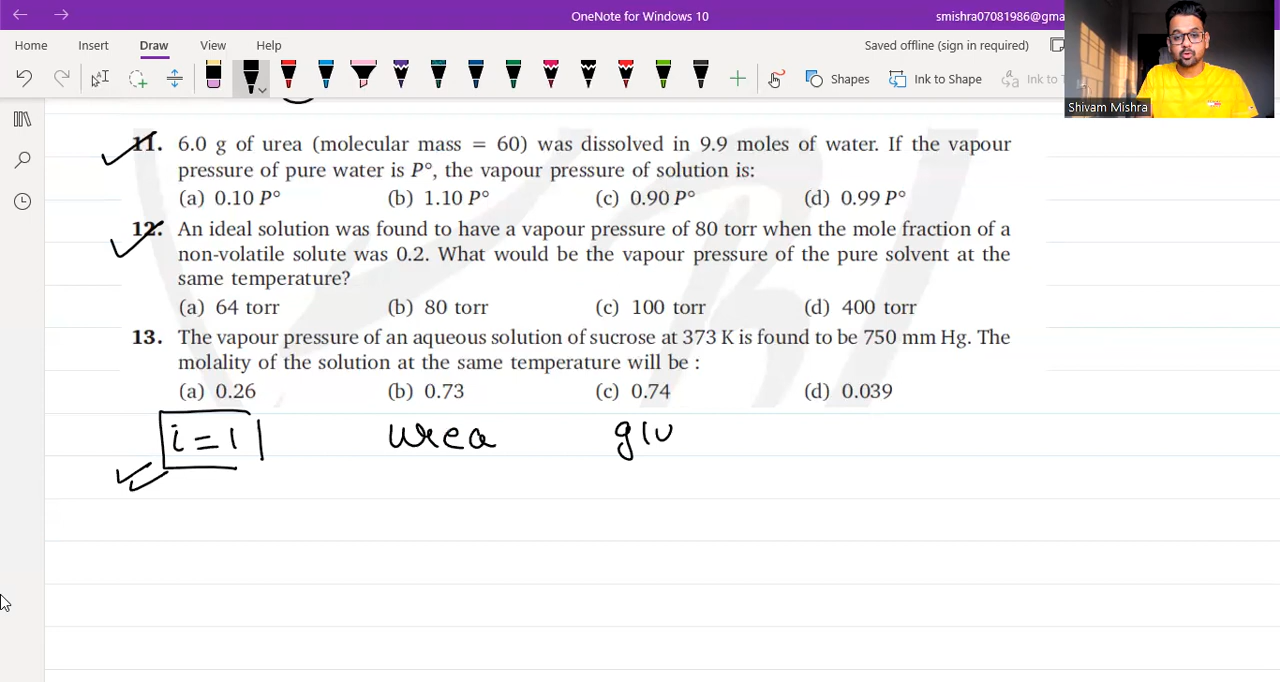 OneNote for Windows 10
smishra07081986@gma
Home Insert Draw View Help
Saved offline (sign in required)
Shapes
Ink to Shape
Ink to
Shivam Mishra
11. 6.0 g of urea (molecular mass = 60) was dissolved in 9.9 moles of water. If the vapour
pressure of pure water is P°, the vapour pressure of solution is:
(a) 0.10 P° (b) 1.10 P° (c) 0.90 P° (d) 0.99 P°
12. An ideal solution was found to have a vapour pressure of 80 torr when the mole fraction of a
non-volatile solute was 0.2. What would be the vapour pressure of the pure solvent at the
same temperature?
(a) 64 torr (b) 80 torr (c) 100 torr (d) 400 torr
13. The vapour pressure of an aqueous solution of sucrose at 373 K is found to be 750 mm Hg. The
molality of the solution at the same temperature will be :
(a) 0.26 (b) 0.73 (c) 0.74 (d) 0.039
i = 1 urea glu